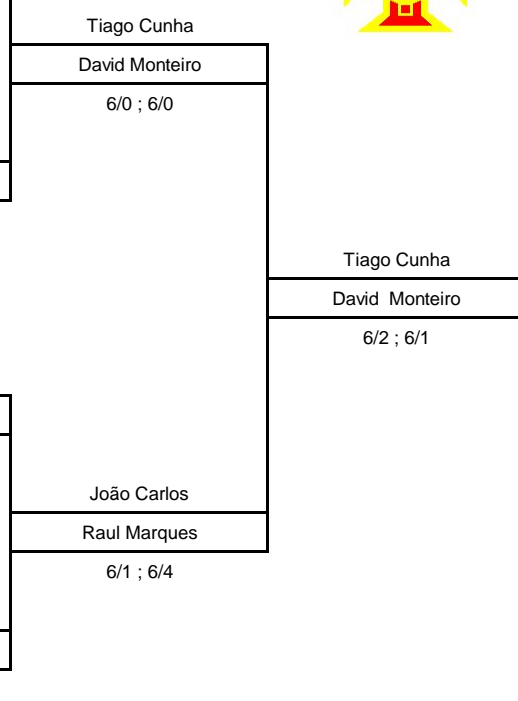 Tiago Cunha
David Monteiro
6/0 ; 6/0
Tiago Cunha
David Monteiro
6/2 ; 6/1
João Carlos
Raul Marques
6/1 ; 6/4